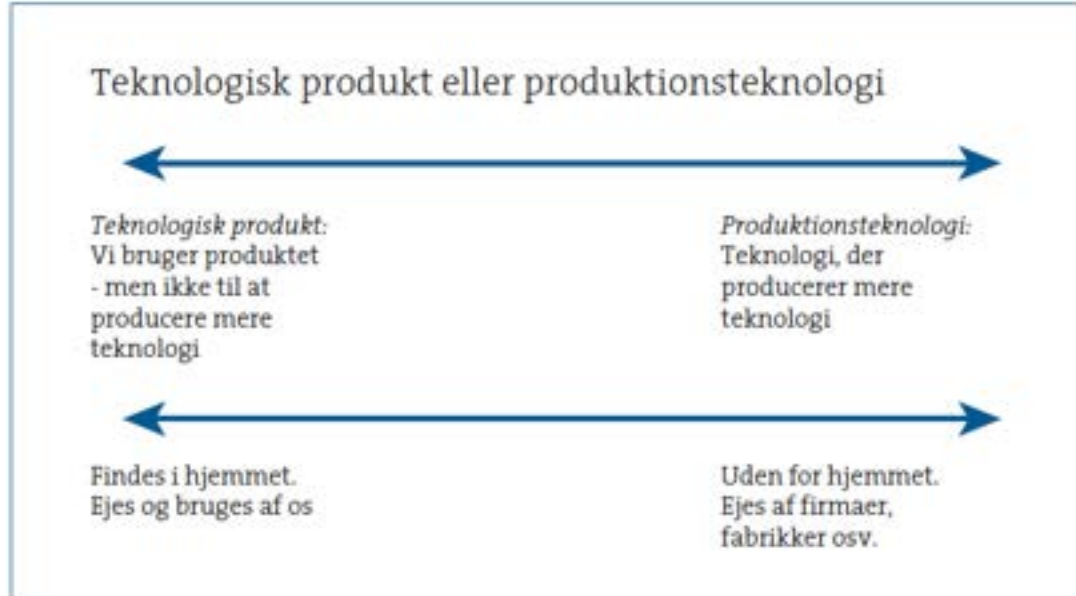 Teknologisk produkt eller produktionsteknologi
Teknologisk produkt:
Vi bruger produktet
- men ikke til at
producere mere
teknologi
Produktionsteknologi:
Teknologi, der
producerer mere
teknologi
Findes i hjemmet.
Ejes og bruges af os
Uden for hjemmet.
Ejes af firmaer,
fabrikker osv.